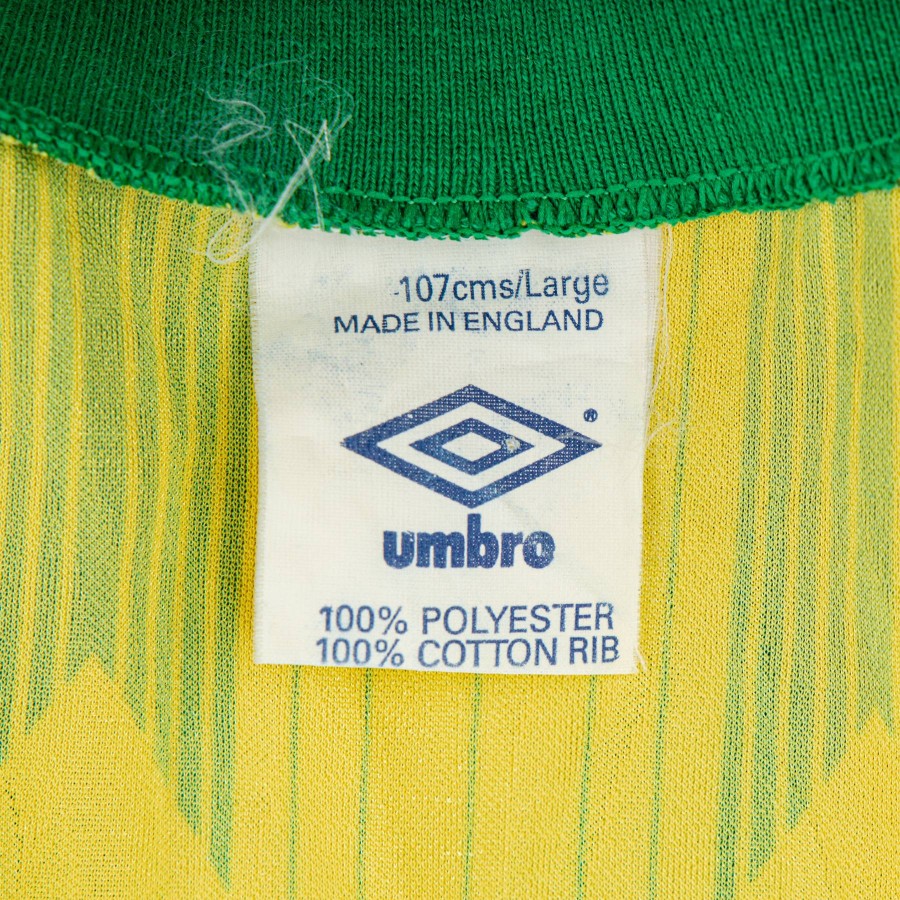 107cms/Large
MADE IN ENGLAND
®
umbro
100% POLYESTER
100% COTTON RIB